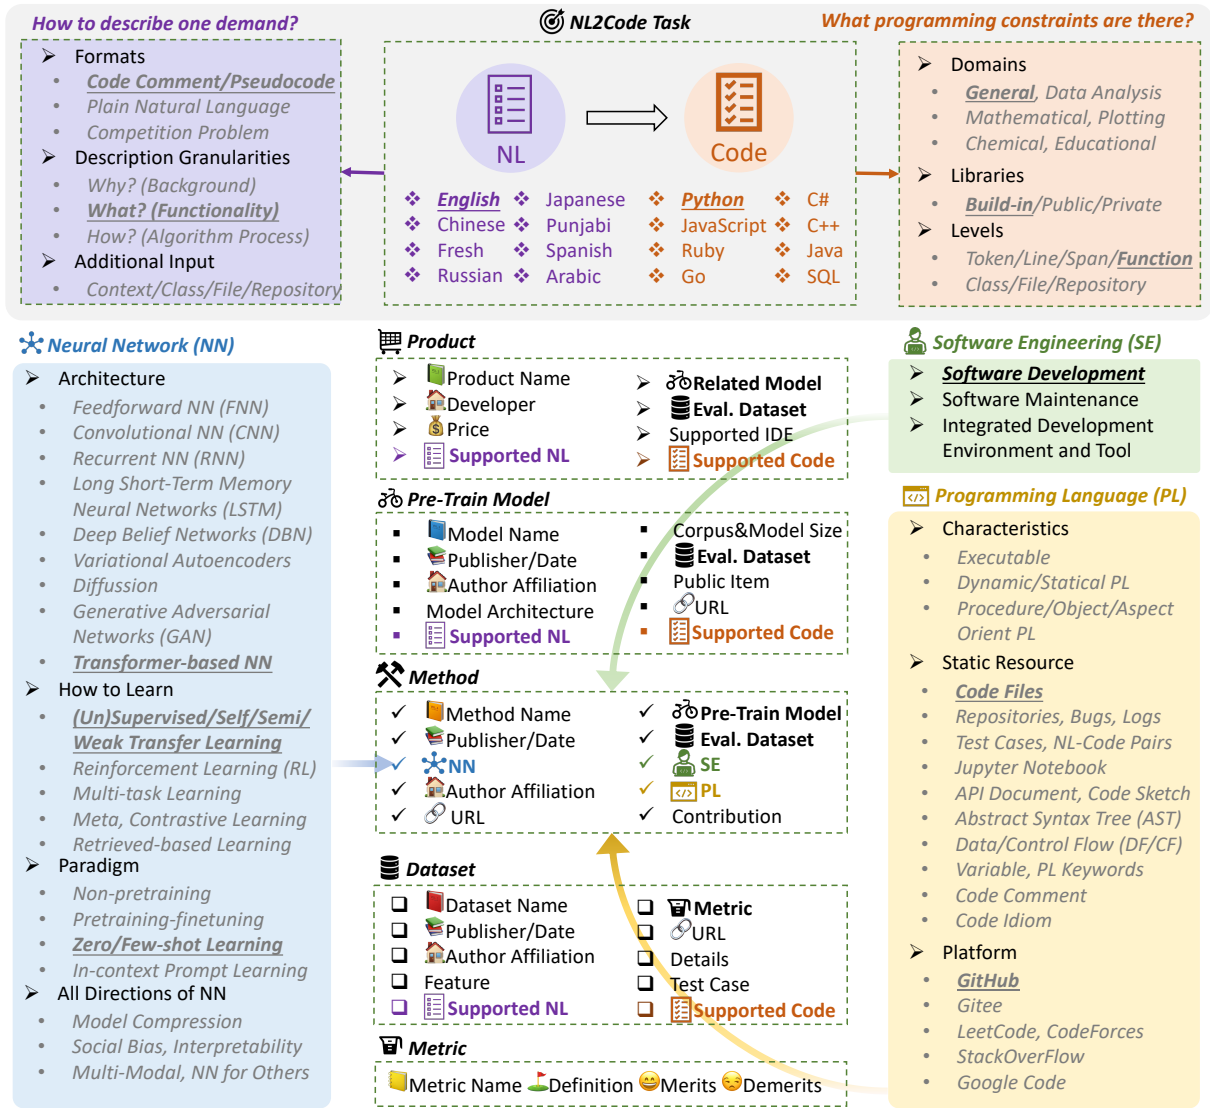 How to describe one demand?
NL2Code Task
What programming constraints are there?
Formats
Code Comment/Pseudocode
Plain Natural Language
Competition Problem
Description Granularities
Why? (Background)
What? (Functionality)
How? (Algorithm Process)
Additional Input
Context/Class/File/Repository
NL
Code
English
Chinese
Fresh
Russian
Japanese
Punjabi
Spanish
Arabic
Python
JavaScript
Ruby
Go
C#
C++
Java
SQL
Domains
General, Data Analysis
Mathematical, Plotting
Chemical, Educational
Libraries
Build-in/Public/Private
Levels
Token/Line/Span/Function
Class/File/Repository
Neural Network (NN)
Architecture
Feedforward NN (FNN)
Convolutional NN (CNN)
Recurrent NN (RNN)
Long Short-Term Memory
Neural Networks (LSTM)
Deep Belief Networks (DBN)
Variational Autoencoders
Diffussion
Generative Adversarial
Networks (GAN)
Transformer-based NN
How to Learn
(Un)Supervised/Self/Semi/
Weak Transfer Learning
Reinforcement Learning (RL)
Multi-task Learning
Meta, Contrastive Learning
Retrieved-based Learning
Paradigm
Non-pretraining
Pretraining-finetuning
Zero/Few-shot Learning
In-context Prompt Learning
All Directions of NN
Model Compression
Social Bias, Interpretability
Multi-Modal, NN for Others
Product
Product Name
Developer
Price
Supported NL
Related Model
Eval. Dataset
Supported IDE
Supported Code
Pre-Train Model
Model Name
Publisher/Date
Author Affiliation
Model Architecture
Supported NL
Corpus&Model Size
Eval. Dataset
Public Item
URL
Supported Code
Method
Method Name
Publisher/Date
NN
Author Affiliation
URL
Pre-Train Model
Eval. Dataset
SE
PL
Contribution
Dataset
Dataset Name
Publisher/Date
Author Affiliation
Feature
Supported NL
Metric
URL
Details
Test Case
Supported Code
Metric
Metric Name Definition Merits Demerits
Software Engineering (SE)
Software Development
Software Maintenance
Integrated Development
Environment and Tool
Programming Language (PL)
Characteristics
Executable
Dynamic/Statical PL
Procedure/Object/Aspect
Orient PL
Static Resource
Code Files
Repositories, Bugs, Logs
Test Cases, NL-Code Pairs
Jupyter Notebook
API Document, Code Sketch
Abstract Syntax Tree (AST)
Data/Control Flow (DF/CF)
Variable, PL Keywords
Code Comment
Code Idiom
Platform
GitHub
Gitee
LeetCode, CodeForces
StackOverFlow
Google Code